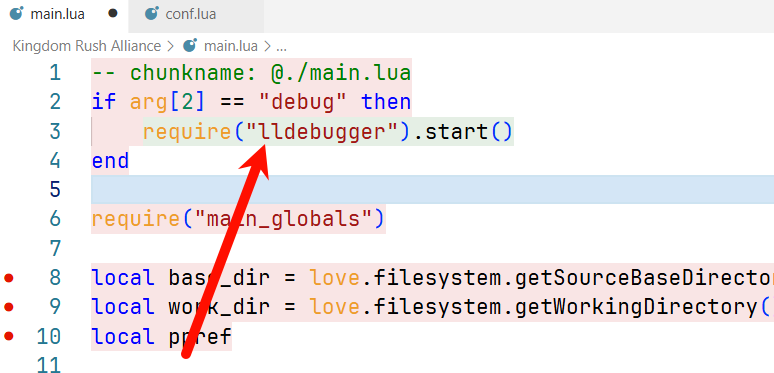 main.lua conf.lua
Kingdom Rush Alliance > main.lua > ...
1 -- chunkname: @./main.lua
2 if arg[2] == "debug" then
3 require("lldebugger").start()
4 end
5
6 require("main_globals")
7
8 local base_dir = love.filesystem.getSourceBaseDirecto
9 local work_dir = love.filesystem.getWorkingDirectory(
10 local ppref
11